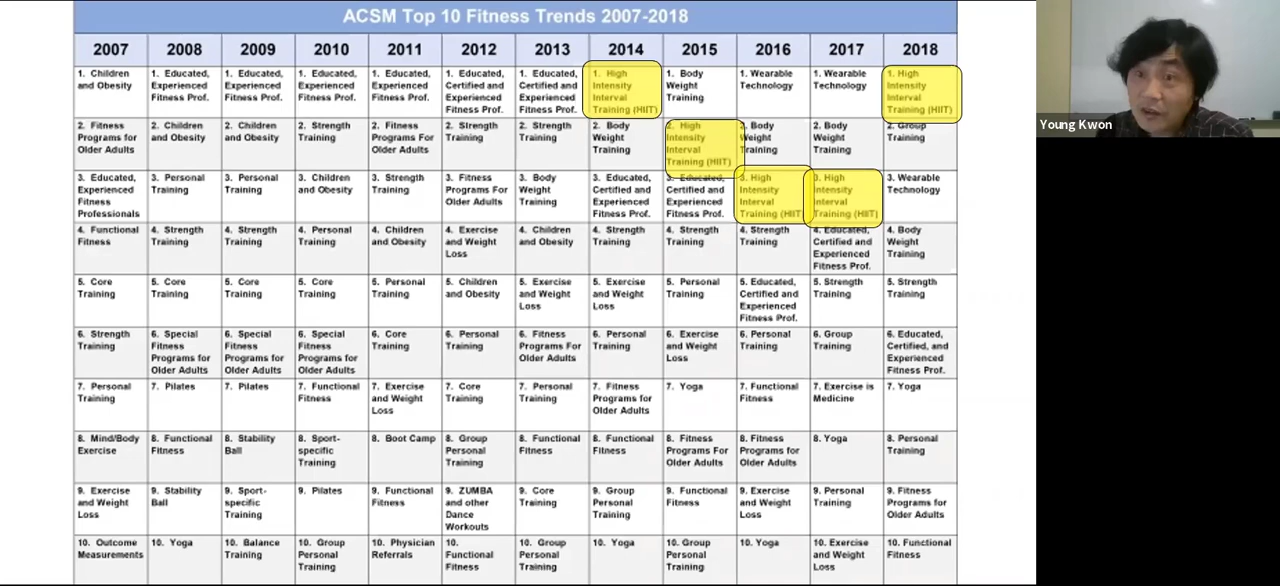 ACSM Top 10 Fitness Trends 2007-2018
2007 2008 2009 2010 2011 2012 2013 2014 2015 2016 2017 2018
1. Children and Obesity
1. Educated, Experienced Fitness Prof.
1. Educated, Experienced Fitness Prof.
1. Educated, Experienced Fitness Prof.
1. Educated, Experienced Fitness Prof.
1. Educated, Certified and Experienced Fitness Prof.
1. Educated, Certified and Experienced Fitness Prof.
1. High Intensity Interval Training (HIIT)
1. Body Weight Training
1. Wearable Technology
1. Wearable Technology
1. High Intensity Interval Training (HIIT)
2. Fitness Programs for Older Adults
2. Children and Obesity
2. Children and Obesity
2. Strength Training
2. Fitness Programs For Older Adults
2. Strength Training
2. Strength Training
2. Body Weight Training
2. High Intensity Interval Training (HIIT)
2. Body Weight Training
2. Body Weight Training
2. Group Training
3. Educated, Experienced Fitness Professionals
3. Personal Training
3. Personal Training
3. Children and Obesity
3. Strength Training
3. Fitness Programs For Older Adults
3. Body Weight Training
3. Educated, Certified and Experienced Fitness Prof.
3. Educated, Certified and Experienced Fitness Prof.
3. High Intensity Interval Training (HIIT)
3. High Intensity Interval Training (HIIT)
3. Wearable Technology
4. Functional Fitness
4. Strength Training
4. Strength Training
4. Personal Training
4. Children and Obesity
4. Exercise and Weight Loss
4. Children and Obesity
4. Strength Training
4. Strength Training
4. Strength Training
4. Educated, Certified and Experienced Fitness Prof.
4. Body Weight Training
5. Core Training
5. Core Training
5. Core Training
5. Core Training
5. Personal Training
5. Children and Obesity
5. Exercise and Weight Loss
5. Exercise and Weight Loss
5. Personal Training
5. Educated, Certified and Experienced Fitness Prof.
5. Strength Training
5. Strength Training
6. Strength Training
6. Special Fitness Programs for Older Adults
6. Special Fitness Programs for Older Adults
6. Special Fitness Programs for Older Adults
6. Core Training
6. Personal Training
6. Fitness Programs For Older Adults
6. Personal Training
6. Exercise and Weight Loss
6. Personal Training
6. Group Training
6. Educated, Certified, and Experienced Fitness Prof.
7. Personal Training
7. Pilates
7. Pilates
7. Functional Fitness
7. Exercise and Weight Loss
7. Core Training
7. Personal Training
7. Fitness Programs for Older Adults
7. Yoga
7. Functional Fitness
7. Exercise is Medicine
7. Yoga
8. Mind/Body Exercise
8. Functional Fitness
8. Stability Ball
8. Sport-specific Training
8. Boot Camp
8. Group Personal Training
8. Functional Fitness
8. Functional Fitness
8. Fitness Programs For Older Adults
8. Fitness Programs for Older Adults
8. Yoga
8. Personal Training
9. Exercise and Weight Loss
9. Stability Ball
9. Sport-specific Training
9. Pilates
9. Functional Fitness
9. ZUMBA and other Dance Workouts
9. Core Training
9. Group Personal Training
9. Functional Fitness
9. Exercise and Weight Loss
9. Personal Training
9. Fitness Programs for Older Adults
10. Outcome Measurements
10. Yoga
10. Balance Training
10. Group Personal Training
10. Physician Referrals
10. Functional Fitness
10. Group Personal Training
10. Yoga
10. Group Personal Training
10. Yoga
10. Exercise and Weight Loss
10. Functional Fitness
Young Kwon